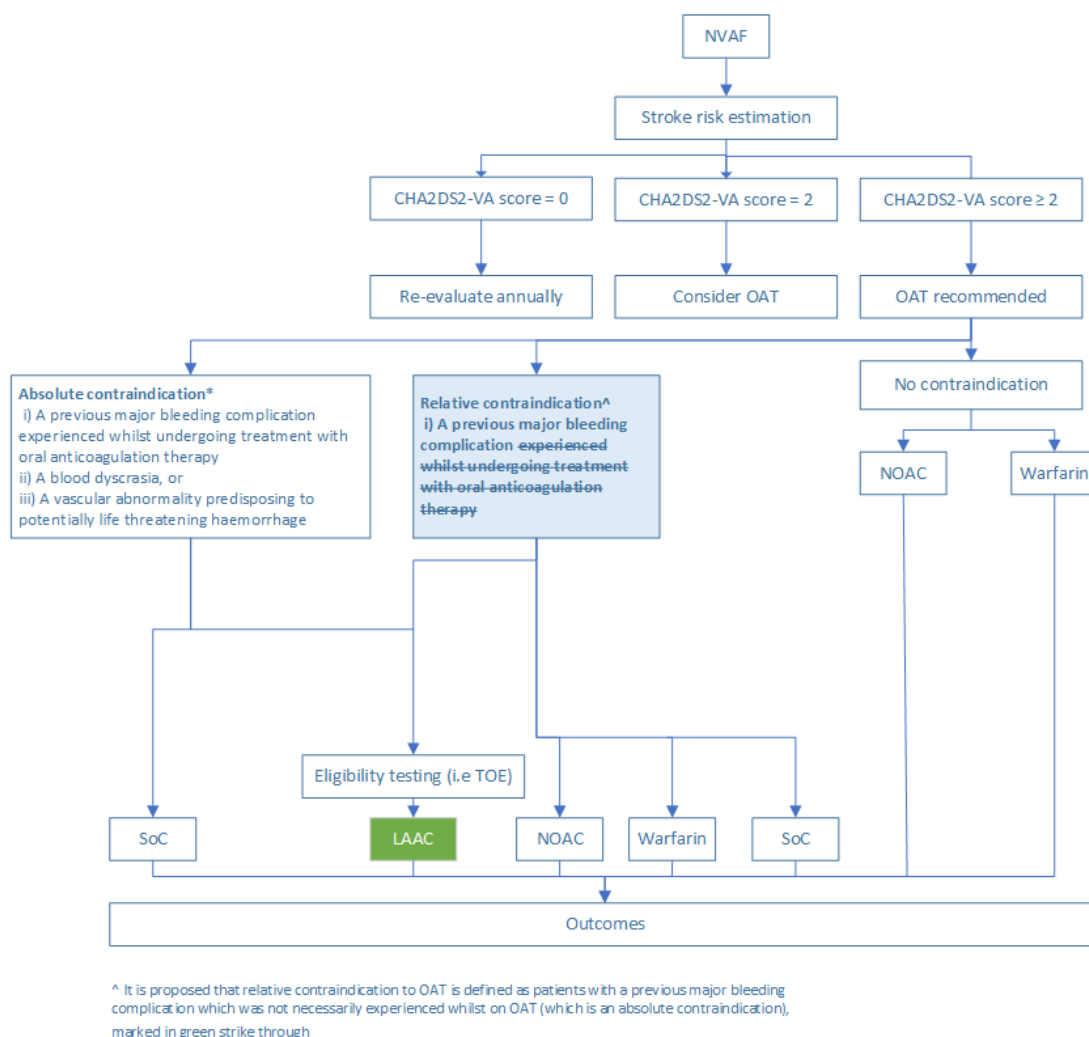 NVAF
Stroke risk estimation
CHA2DS2-VA score = 0
CHA2DS2-VA score = 2
CHA2DS2-VA score ≥ 2
Re-evaluate annually
Consider OAT
OAT recommended
Absolute contraindication*
i) A previous major bleeding complication
experienced whilst undergoing treatment with
oral anticoagulation therapy
ii) A blood dyscrasia, or
iii) A vascular abnormality predisposing to
potentially life threatening haemorrhage
Relative contraindication^
i) A previous major bleeding
complication experienced
whilst undergoing treatment
with oral anticoagulation
therapy
No contraindication
NOAC
Warfarin
Eligibility testing (i.e TOE)
SoC
LAAC
NOAC
Warfarin
SoC
Outcomes
^ It is proposed that relative contraindication to OAT is defined as patients with a previous major bleeding
complication which was not necessarily experienced whilst on OAT (which is an absolute contraindication),
marked in green strike through